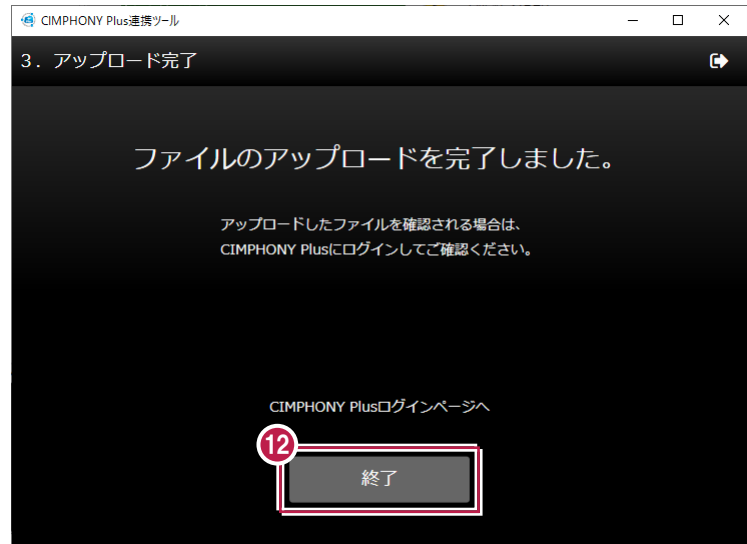 CIMPHONY Plus連携ツール
3．アップロード完了
ファイルのアップロードを完了しました。
アップロードしたファイルを確認される場合は、
CIMPHONY Plusにログインしてご確認ください。
CIMPHONY Plusログインページへ
12
終了